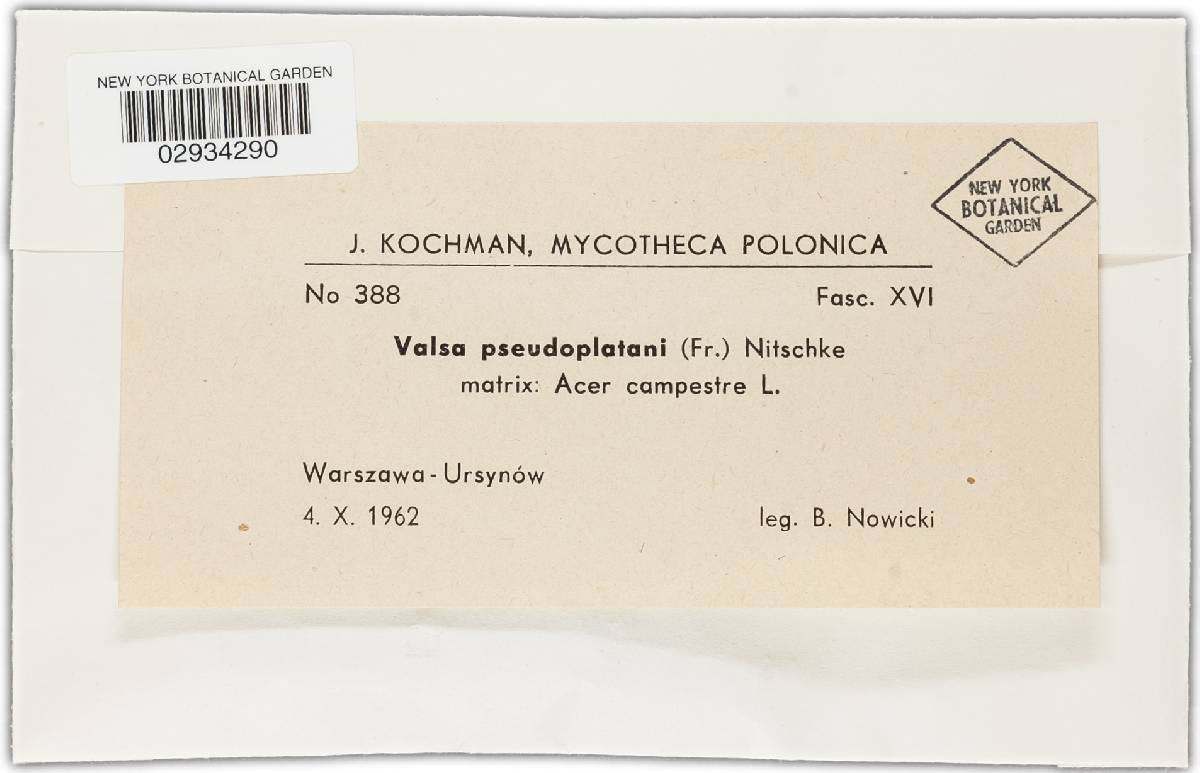 NEW YORK BOTANICAL GARDEN
02934290
NEW YORK
BOTANICAL
GARDEN
J. KOCHMAN, MYCOTHECA POLONICA
No 388 Fasc. XVI
Valsa pseudoplatani (Fr.) Nitschke
matrix: Acer campestre L.
Warszawa-Ursynów
4. X. 1962 leg. B. Nowicki